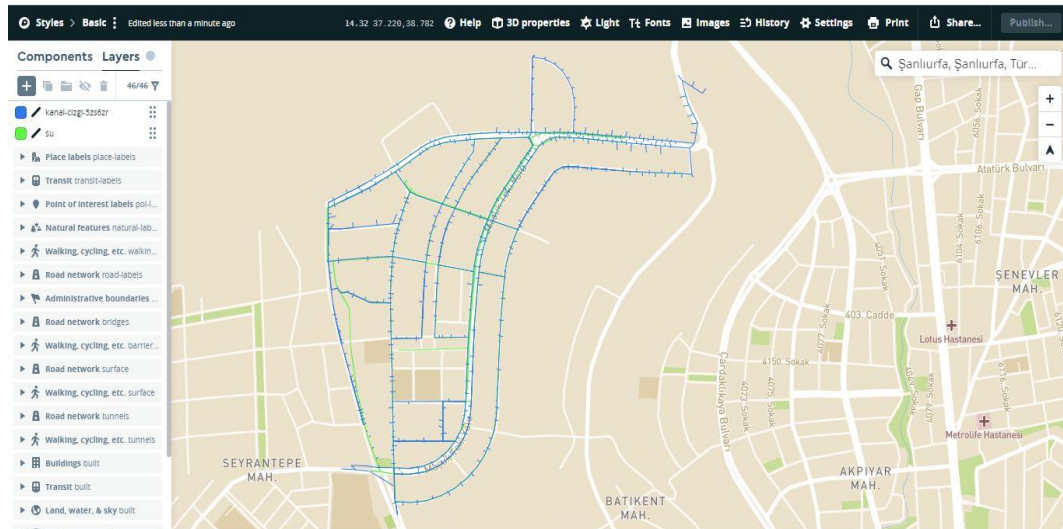 Styles > Basic
Edited less than a minute ago
14.32 37.220,38.782
Help
3D properties
Light
Fonts
Images
History
Settings
Print
Share...
Publish...
Components
Layers
46/46
kanal-cizgi-5zs6zr
su
Place labels place-labels
Transit transit-labels
Point of interest labels poi-l...
Natural features natural-lab...
Walking, cycling, etc. walkin...
Road network road-labels
Administrative boundaries ...
Road network bridges
Walking, cycling, etc. barrier...
Road network surface
Walking, cycling, etc. surface
Road network tunnels
Walking, cycling, etc. tunnels
Buildings built
Transit built
Land, water, & sky built
Şanlıurfa, Şanlıurfa, Tür...
Gap Bulvarı
6056. Sokak
Atatürk Bulvarı
6104. Sokak
6106. Sokak
4051. Sokak
ŞENEVLER
MAH.
403. Cadde
4077. Sokak
Lotus Hastanesi
4150. Sokak
4073. Sokak
4075. Sokak
4079. Sokak
6116. Sokak
Metrolife Hastanesi
SEYRANTEPE
MAH.
AKPIYAR
MAH.
BATIKENT
MAH.